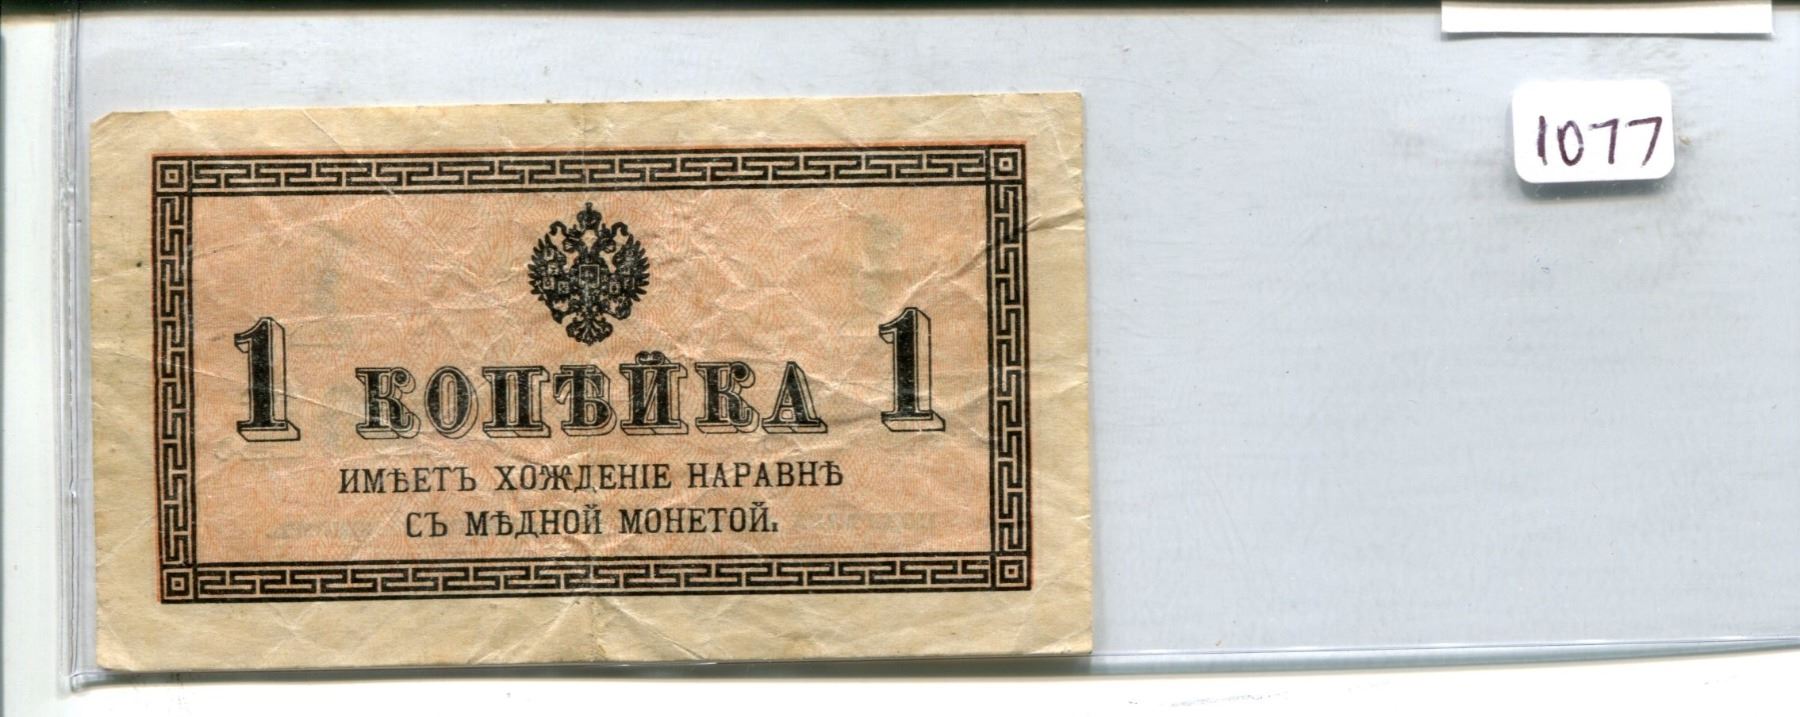 1077
1 КОПѢЙКА 1
ИМѢЕТЪ ХОЖДЕНІЕ НАРАВНѢ
СЪ МѢДНОЙ МОНЕТОЙ.